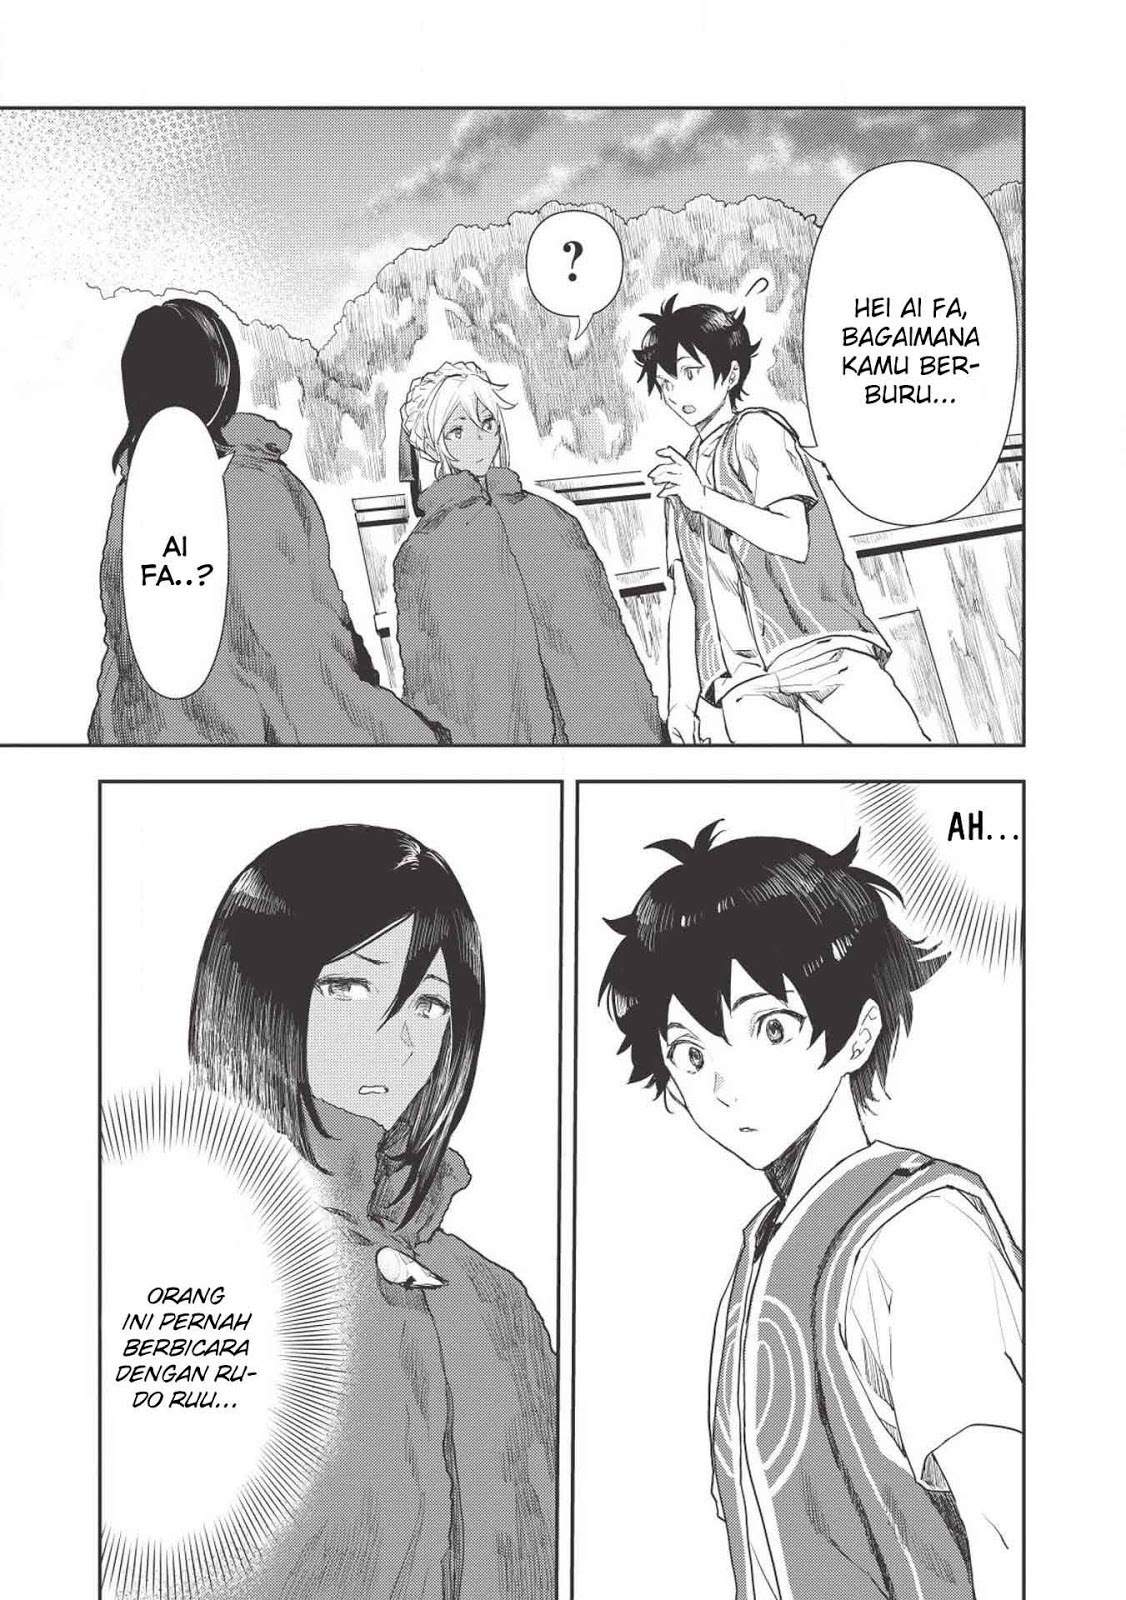 HEI AI FA,
BAGAIMANA
KAMU BER-
BURU...
?
AI
FA..?
AH...
ORANG
INI PERNAH
BERBICARA
DENGAN RU-
DO RUU...